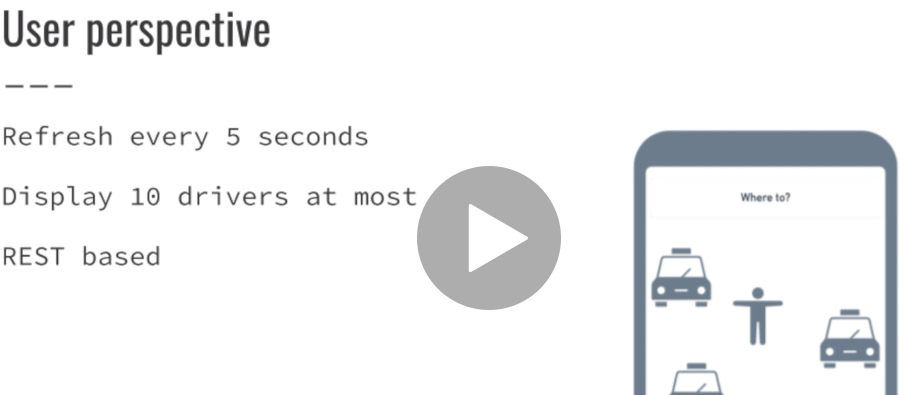 User perspective
———
Refresh every 5 seconds
Display 10 drivers at most
REST based
Where to?